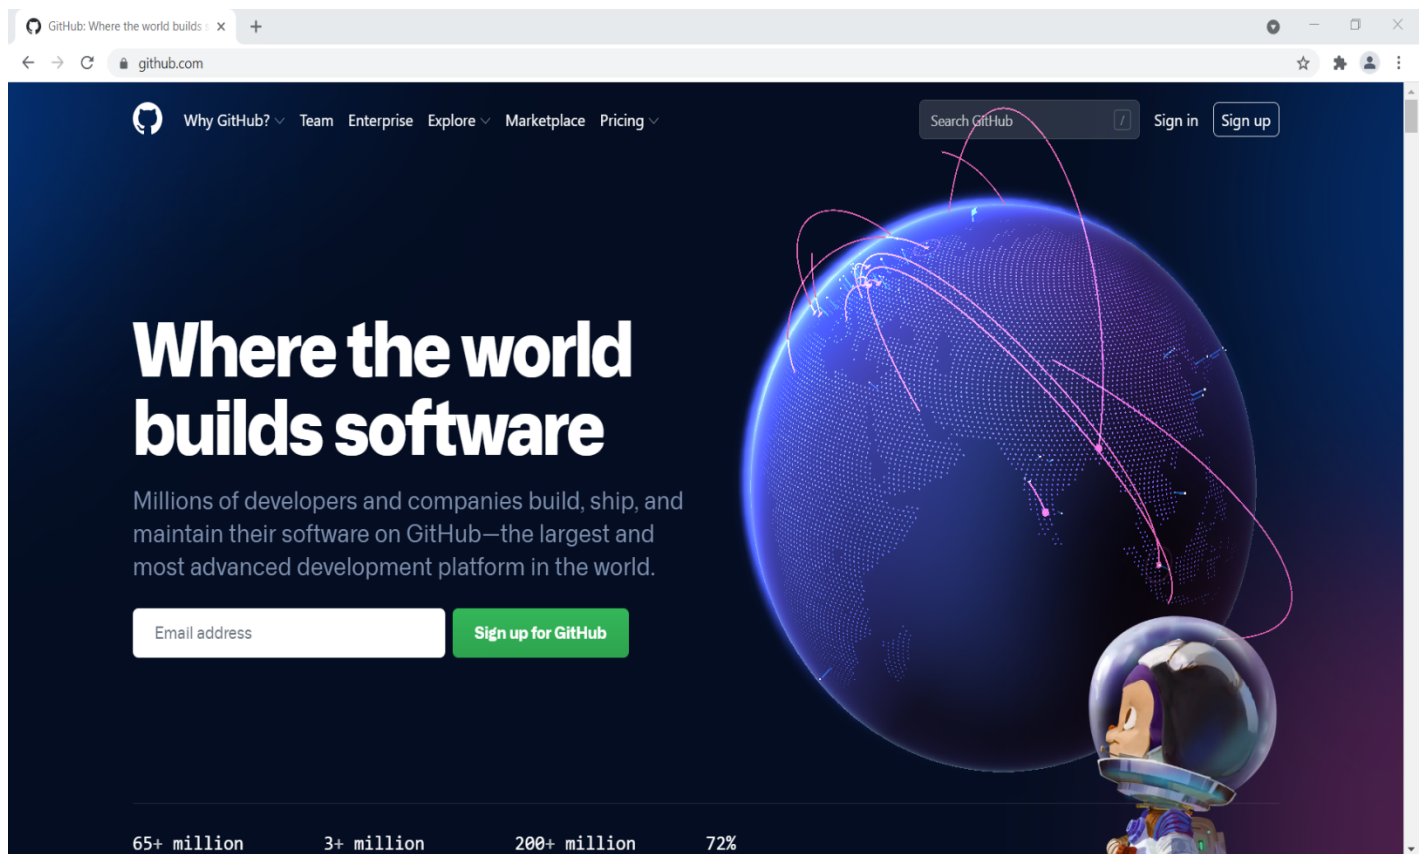 GitHub: Where the world builds s
github.com
Why GitHub? Team Enterprise Explore Marketplace Pricing
Search GitHub /
Sign in
Sign up
Where the world
builds software
Millions of developers and companies build, ship, and
maintain their software on GitHub—the largest and
most advanced development platform in the world.
Email address
Sign up for GitHub
65+ million 3+ million 200+ million 72%